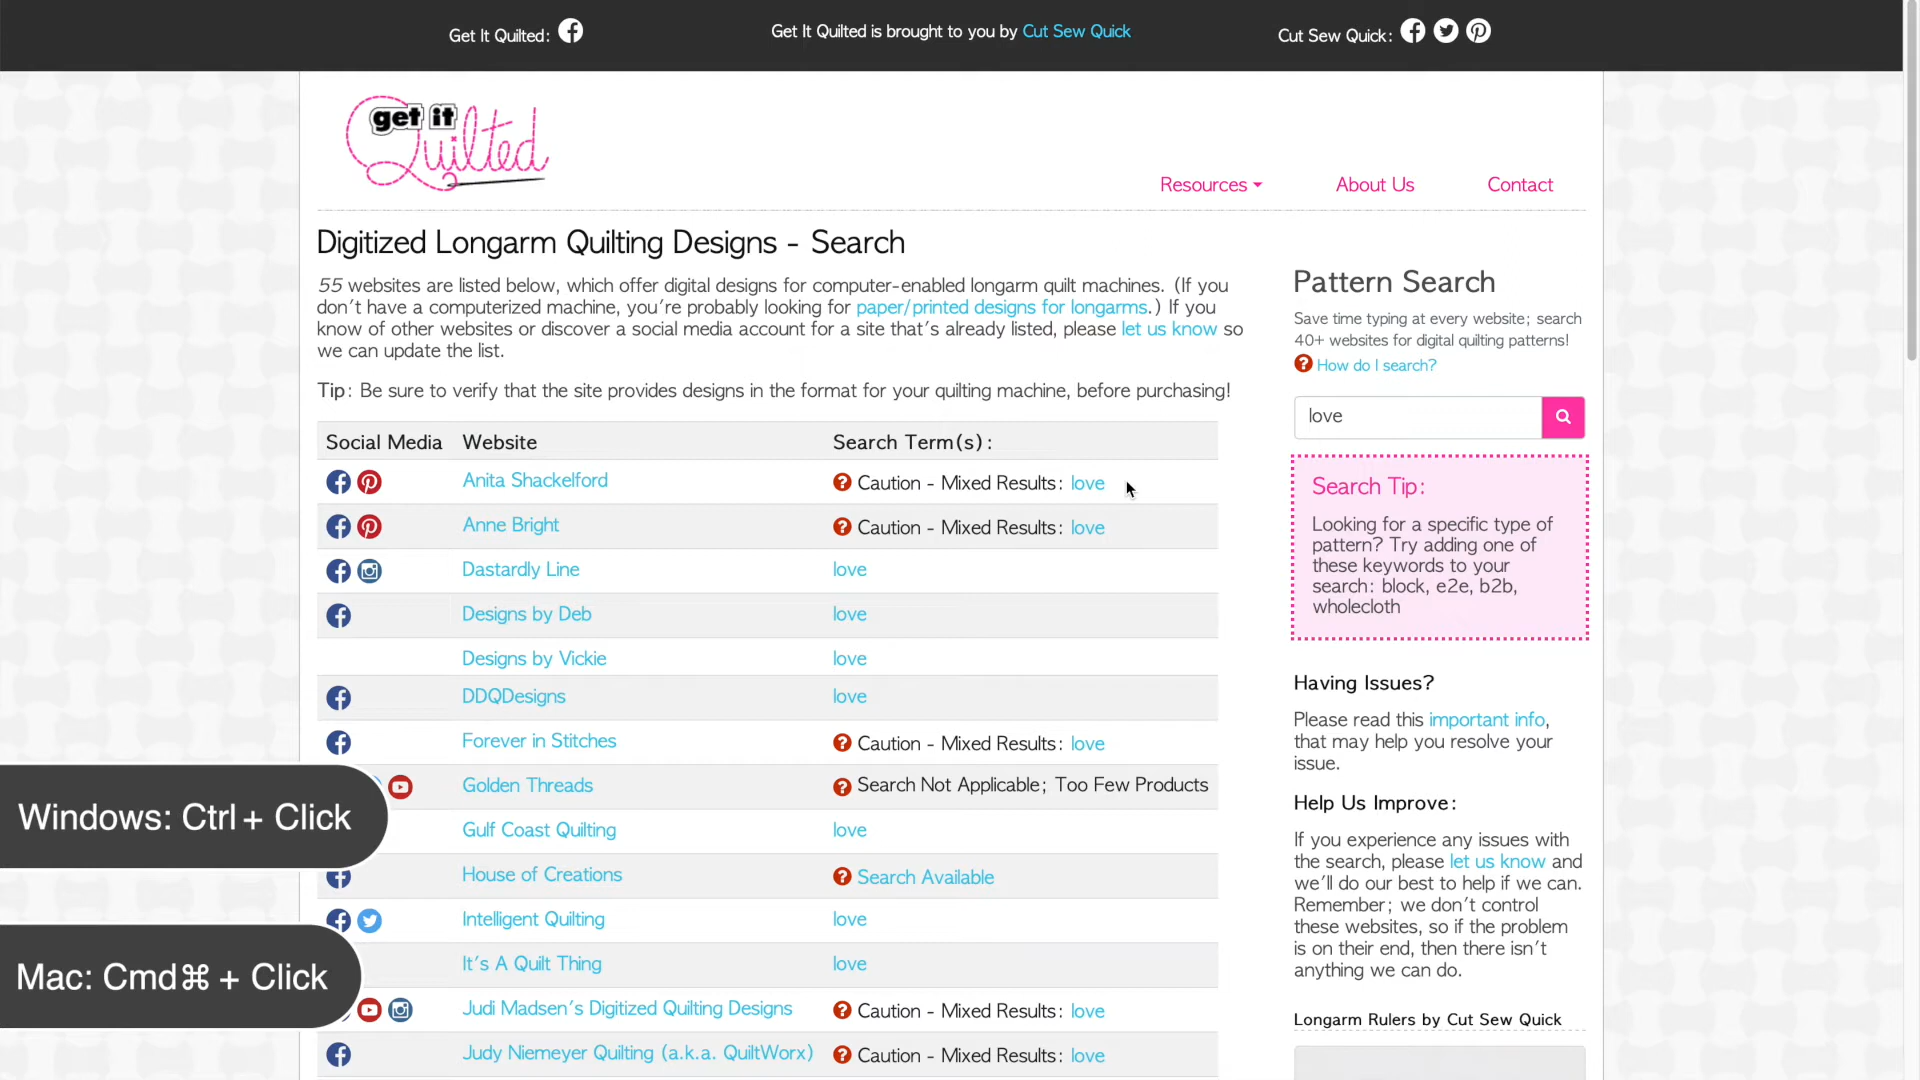 Get It Quilted:
Get It Quilted is brought to you by Cut Sew Quick
Cut Sew Quick:
get it
Quilted
Resources
About Us
Contact
Digitized Longarm Quilting Designs - Search
55 websites are listed below, which offer digital designs for computer-enabled longarm quilt machines. (If you
don't have a computerized machine, you're probably looking for paper/printed designs for longarms.) If you
know of other websites or discover a social media account for a site that's already listed, please let us know so
we can update the list.
Tip: Be sure to verify that the site provides designs in the format for your quilting machine, before purchasing!
Social Media Website Search Term(s):
Anita Shackelford Caution - Mixed Results: love
Anne Bright Caution - Mixed Results: love
Dastardly Line love
Designs by Deb love
Designs by Vickie love
DDQDesigns love
Forever in Stitches Caution - Mixed Results: love
Golden Threads Search Not Applicable; Too Few Products
Gulf Coast Quilting love
House of Creations Search Available
Intelligent Quilting love
It's A Quilt Thing love
Judi Madsen's Digitized Quilting Designs Caution - Mixed Results: love
Judy Niemeyer Quilting (a.k.a. QuiltWorx) Caution - Mixed Results: love
Pattern Search
Save time typing at every website; search
40+ websites for digital quilting patterns!
How do I search?
love
Search Tip:
Looking for a specific type of
pattern? Try adding one of
these keywords to your
search: block, e2e, b2b,
wholecloth
Having Issues?
Please read this important info,
that may help you resolve your
issue.
Help Us Improve:
If you experience any issues with
the search, please let us know and
we'll do our best to help if we can.
Remember; we don't control
these websites, so if the problem
is on their end, then there isn't
anything we can do.
Longarm Rulers by Cut Sew Quick
Windows: Ctrl + Click
Mac: Cmd⌘ + Click